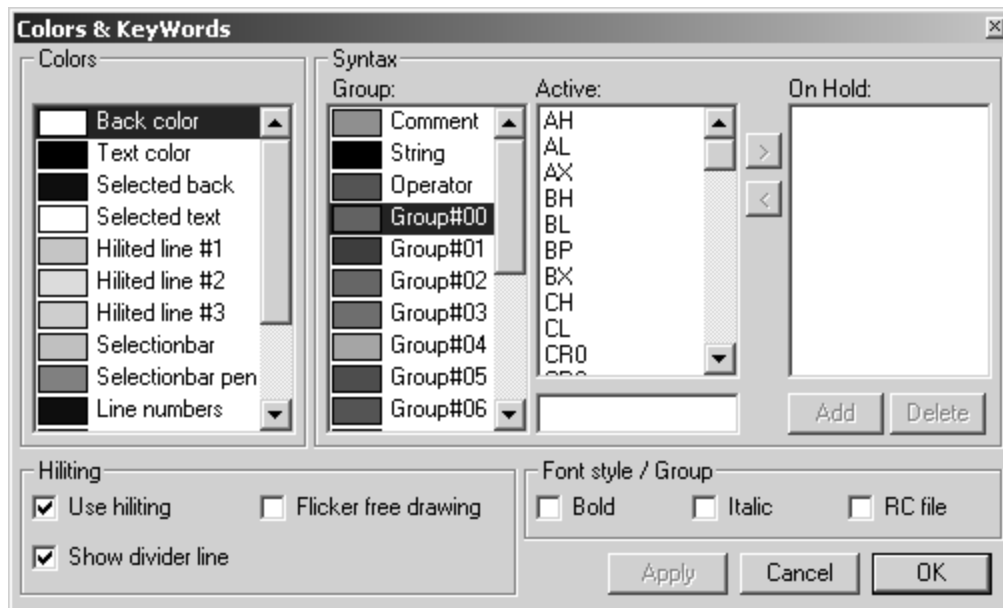 Colors & KeyWords
Colors
Back color
Text color
Selected back
Selected text
Hilited line #1
Hilited line #2
Hilited line #3
Selectionbar
Selectionbar pen
Line numbers
Syntax
Group:
Comment
String
Operator
Group#00
Group#01
Group#02
Group#03
Group#04
Group#05
Group#06
Active:
AH
AL
AX
BH
BL
BP
BX
CH
CL
CR0
>
<
On Hold:
Add Delete
Hiliting
Use hiliting Flicker free drawing
Show divider line
Font style / Group
Bold Italic RC file
Apply Cancel OK